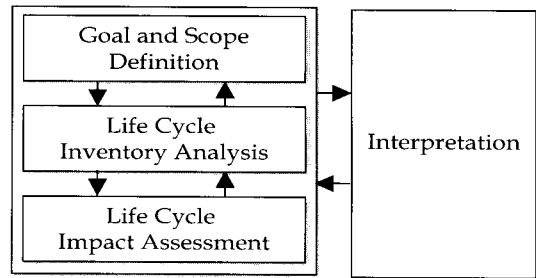 Goal and Scope
Definition
Life Cycle
Inventory Analysis
Life Cycle
Impact Assessment
Interpretation